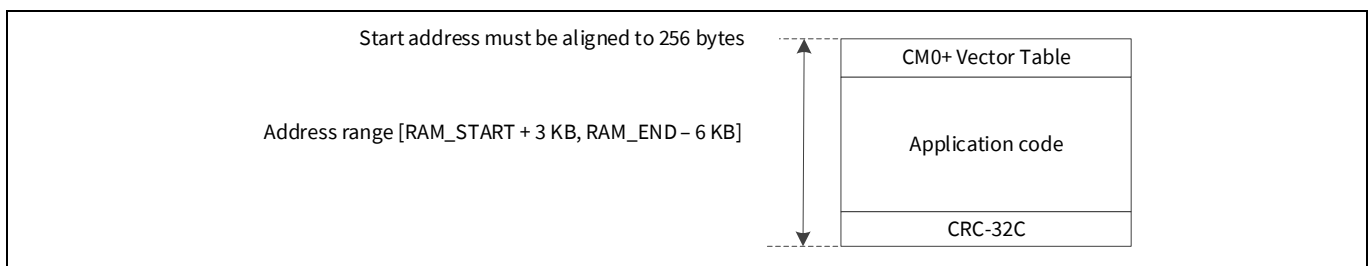 Start address must be aligned to 256 bytes
CM0+ Vector Table
Address range [RAM_START + 3 KB, RAM_END – 6 KB]
Application code
CRC-32C